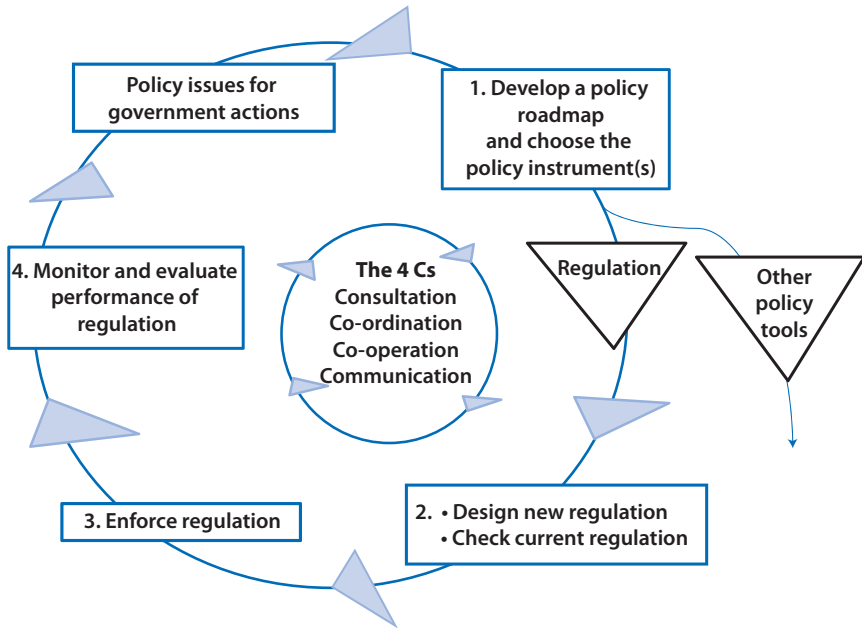 Policy issues for
government actions
1. Develop a policy
roadmap
and choose the
policy instrument(s)
Regulation
Other
policy
tools
The 4 Cs
Consultation
Co-ordination
Co-operation
Communication
4. Monitor and evaluate
performance of
regulation
3. Enforce regulation
2. • Design new regulation
• Check current regulation